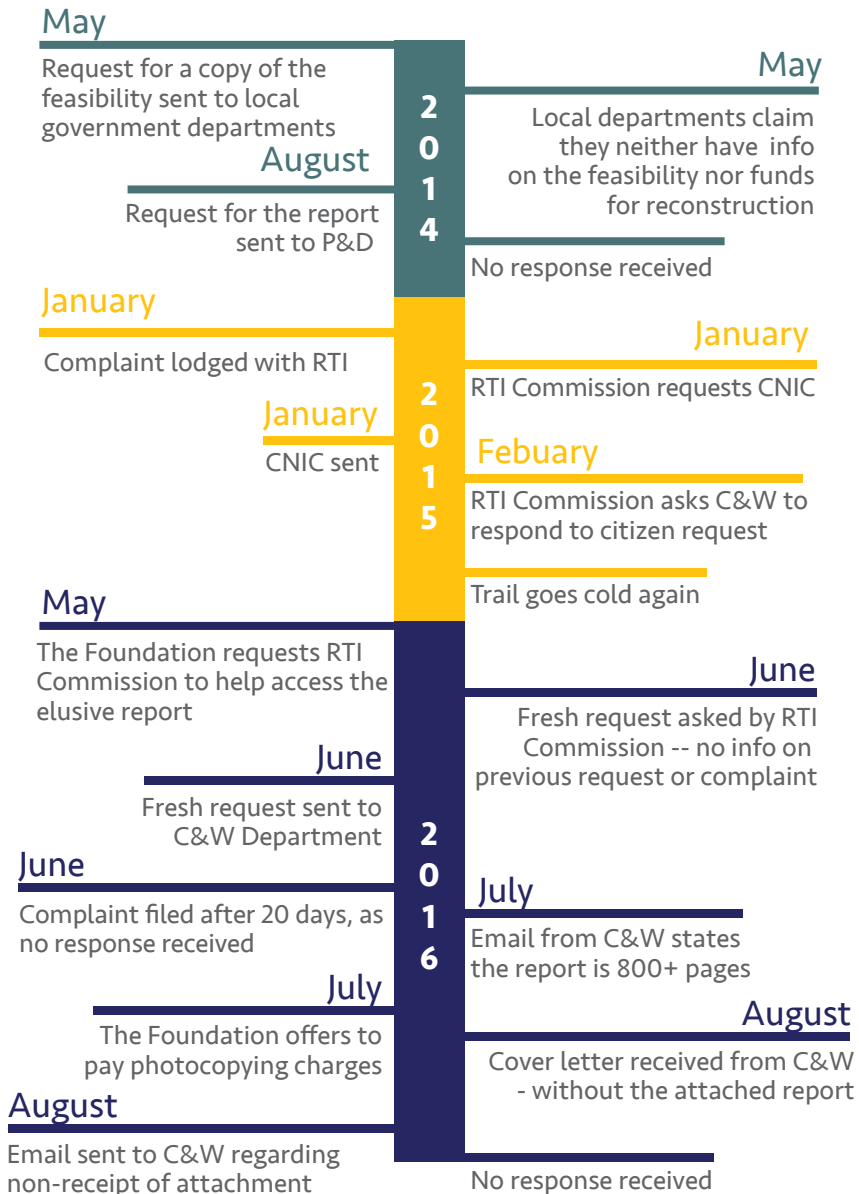 May
Request for a copy of the
feasibility sent to local
government departments
May
Local departments claim
they neither have info
on the feasibility nor funds
for reconstruction
August
Request for the report
sent to P&D
No response received
2
0
1
4
January
Complaint lodged with RTI
January
RTI Commission requests CNIC
January
CNIC sent
Febuary
RTI Commission asks C&W to
respond to citizen request
Trail goes cold again
2
0
1
5
May
The Foundation requests RTI
Commission to help access the
elusive report
June
Fresh request asked by RTI
Commission -- no info on
previous request or complaint
June
Fresh request sent to
C&W Department
June
Complaint filed after 20 days, as
no response received
July
Email from C&W states
the report is 800+ pages
July
The Foundation offers to
pay photocopying charges
August
Cover letter received from C&W
- without the attached report
August
Email sent to C&W regarding
non-receipt of attachment
No response received
2
0
1
6